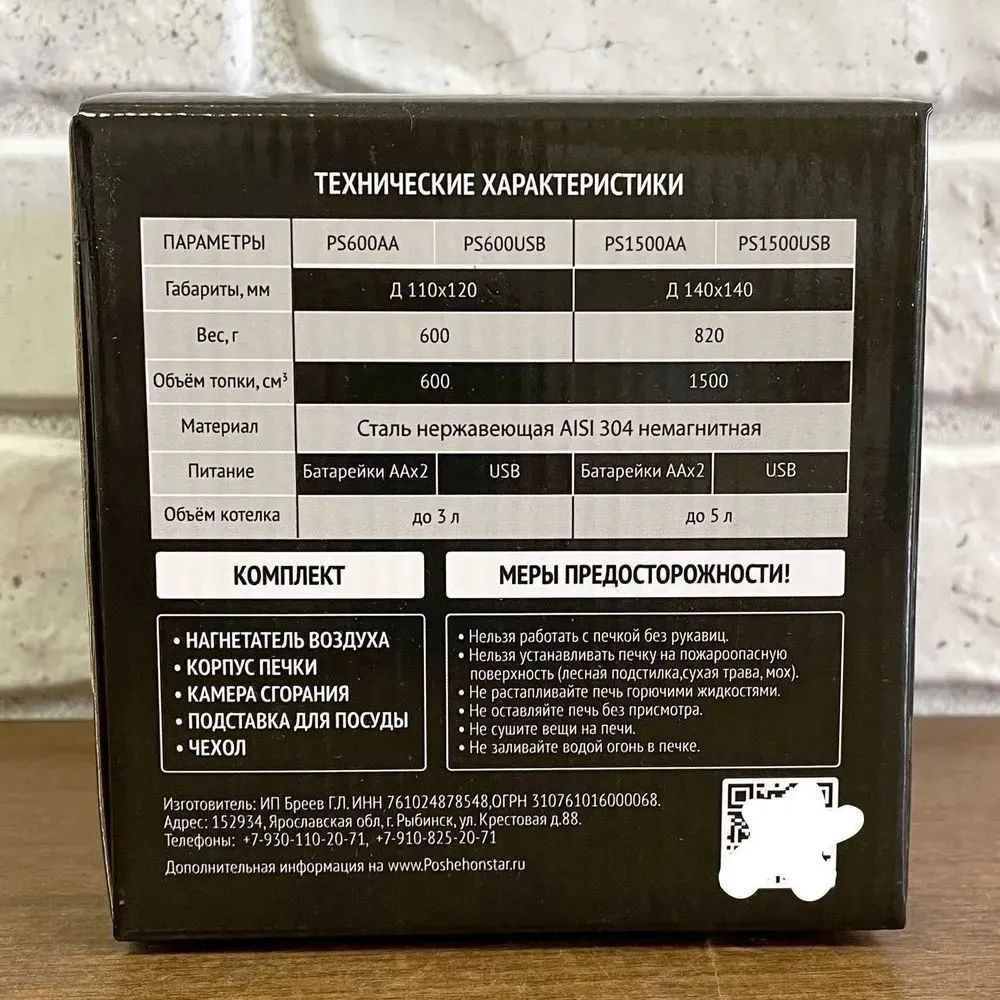 ТЕХНИЧЕСКИЕ ХАРАКТЕРИСТИКИ
ПАРАМЕТРЫ PS600AA PS600USB PS1500AA PS1500USB
Габариты, мм Д 110х120 Д 140х140
Вес, г 600 820
Объём топки, см³ 600 1500
Материал Сталь нержавеющая AISI 304 немагнитная
Питание Батарейки ААх2 USB Батарейки ААх2 USB
Объём котелка до 3 л до 5 л
КОМПЛЕКТ
• НАГНЕТАТЕЛЬ ВОЗДУХА
• КОРПУС ПЕЧКИ
• КАМЕРА СГОРАНИЯ
• ПОДСТАВКА ДЛЯ ПОСУДЫ
• ЧЕХОЛ
МЕРЫ ПРЕДОСТОРОЖНОСТИ!
• Нельзя работать с печкой без рукавиц.
• Нельзя устанавливать печку на пожароопасную
поверхность (лесная подстилка,сухая трава, мох).
• Не растапливайте печь горючими жидкостями.
• Не оставляйте печь без присмотра.
• Не сушите вещи на печи.
• Не заливайте водой огонь в печке.
Изготовитель: ИП Бреев Г.Л. ИНН 761024878548,ОГРН 310761016000068.
Адрес: 152934, Ярославская обл, г. Рыбинск, ул. Крестовая д.88.
Телефоны: +7-930-110-20-71, +7-910-825-20-71
Дополнительная информация на www.Poshehonstar.ru